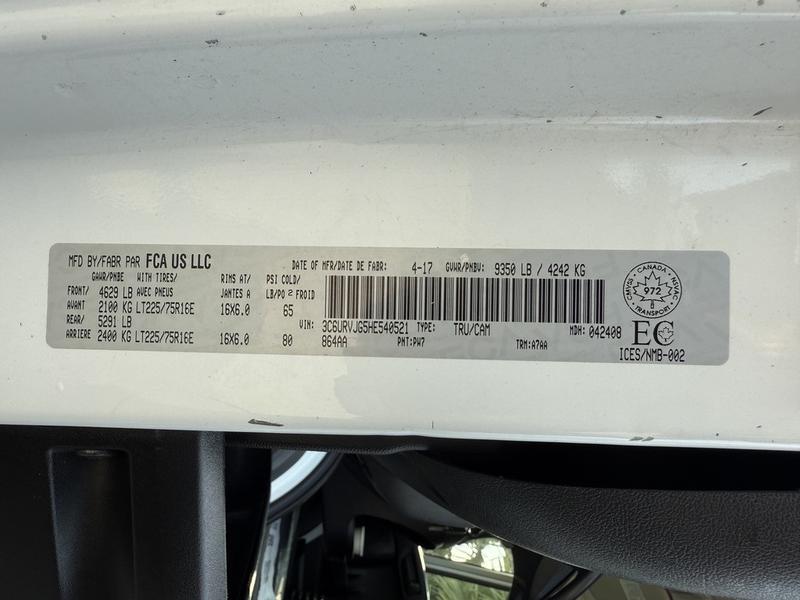 MFD BY/FABR PAR FCA US LLC
DATE OF MFR/DATE DE FABR: 4-17 GVWR/PNBV: 9350 LB / 4242 KG
GAWR/PNBE WITH TIRES/ RIMS AT/ PSI COLD/
FRONT/ 4629 LB AVEC PNEUS JANTES A LB/PO 2 FROID
AVANT 2100 KG LT225/75R16E 16X6.0 65
REAR/ 5291 LB
ARRIERE 2400 KG LT225/75R16E 16X6.0 80
VIN: 3C6URVJG5HE540521 TYPE: TRU/CAM MDH: 042408
864AA PNT: PW7 TRM: A7AA
CANADA
CMVSS NSVAC
972
TRANSPORT
EC
ICES/NMB-002